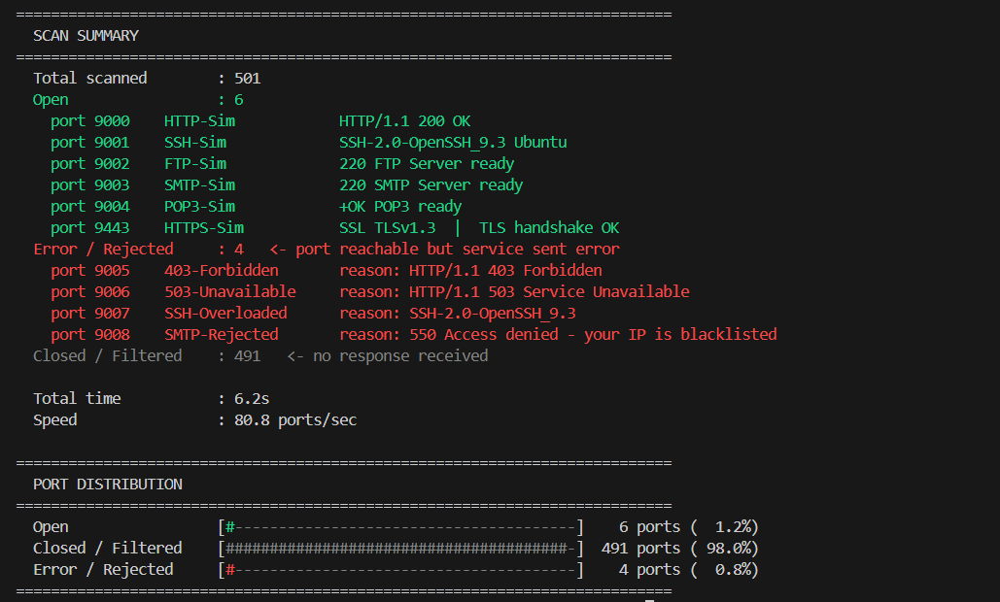 ===========================================================================
SCAN SUMMARY
===========================================================================
Total scanned        : 501
Open                 : 6
port 9000    HTTP-Sim            HTTP/1.1 200 OK
port 9001    SSH-Sim             SSH-2.0-OpenSSH_9.3 Ubuntu
port 9002    FTP-Sim             220 FTP Server ready
port 9003    SMTP-Sim            220 SMTP Server ready
port 9004    POP3-Sim            +OK POP3 ready
port 9443    HTTPS-Sim           SSL TLSv1.3  |  TLS handshake OK
Error / Rejected     : 4   <- port reachable but service sent error
port 9005    403-Forbidden       reason: HTTP/1.1 403 Forbidden
port 9006    503-Unavailable     reason: HTTP/1.1 503 Service Unavailable
port 9007    SSH-Overloaded      reason: SSH-2.0-OpenSSH_9.3
port 9008    SMTP-Rejected       reason: 550 Access denied - your IP is blacklisted
Closed / Filtered    : 491   <- no response received
Total time           : 6.2s
Speed                : 80.8 ports/sec
===========================================================================
PORT DISTRIBUTION
===========================================================================
Open                 [#---------------------------------------]    6 ports (  1.2%)
Closed / Filtered    [#######################################-]  491 ports ( 98.0%)
Error / Rejected     [#---------------------------------------]    4 ports (  0.8%)
===========================================================================